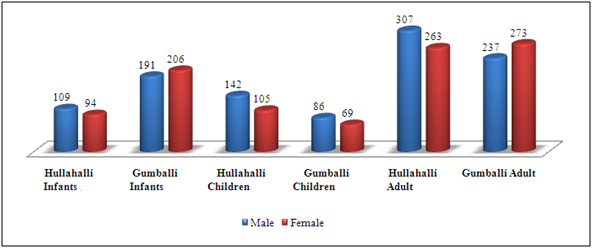 307
263
273
237
191
206
142
109
94
105
86
69
Hullahalli Infants
Gumballi Infants
Hullahalli Children
Gumballi Children
Hullahalli Adult
Gumballi Adult
Male
Female